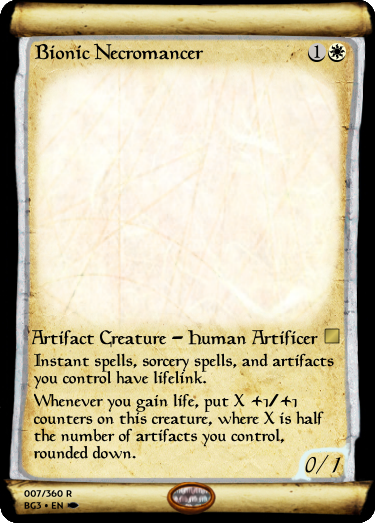 Bionic Necromancer 1
Artifact Creature – Human Artificer
Instant spells, sorcery spells, and artifacts
you control have lifelink.
Whenever you gain life, put X +1/+1
counters on this creature, where X is half
the number of artifacts you control,
rounded down.
0/1
007/360 R
BG3 • EN